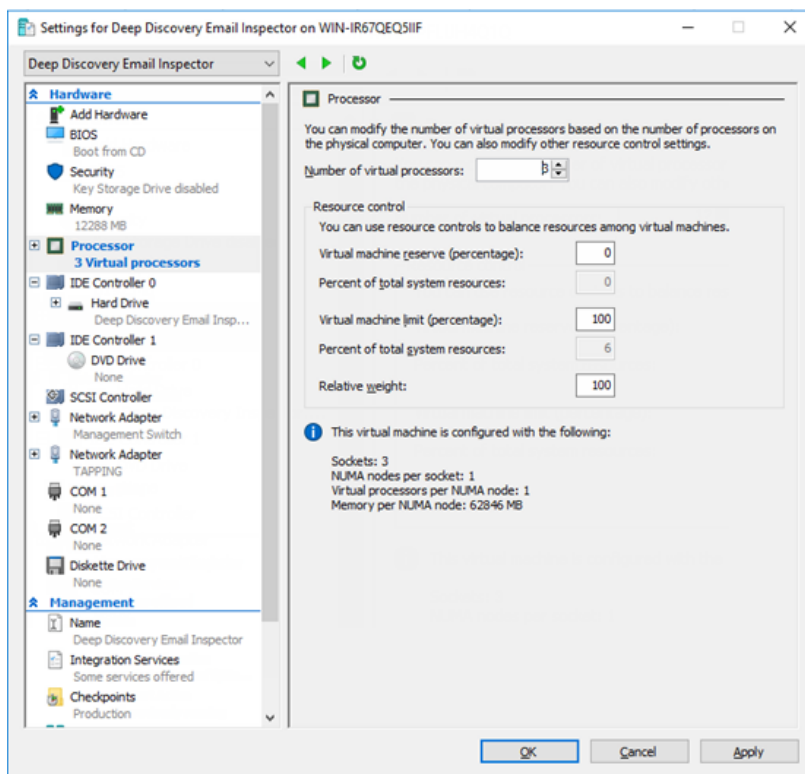 Settings for Deep Discovery Email Inspector on WIN-IR67QEQ5IIF
Deep Discovery Email Inspector
Hardware
Add Hardware
BIOS
Boot from CD
Security
Key Storage Drive disabled
Memory
12288 MB
Processor
3 Virtual processors
IDE Controller 0
Hard Drive
Deep Discovery Email Insp...
IDE Controller 1
DVD Drive
None
SCSI Controller
Network Adapter
Management Switch
Network Adapter
TAPPING
COM 1
None
COM 2
None
Diskette Drive
None
Management
Name
Deep Discovery Email Inspector
Integration Services
Some services offered
Checkpoints
Production
Processor
You can modify the number of virtual processors based on the number of processors on
the physical computer. You can also modify other resource control settings.
Number of virtual processors: 3
Resource control
You can use resource controls to balance resources among virtual machines.
Virtual machine reserve (percentage): 0
Percent of total system resources: 0
Virtual machine limit (percentage): 100
Percent of total system resources: 6
Relative weight: 100
This virtual machine is configured with the following:
Sockets: 3
NUMA nodes per socket: 1
Virtual processors per NUMA node: 1
Memory per NUMA node: 62846 MB
OK
Cancel
Apply